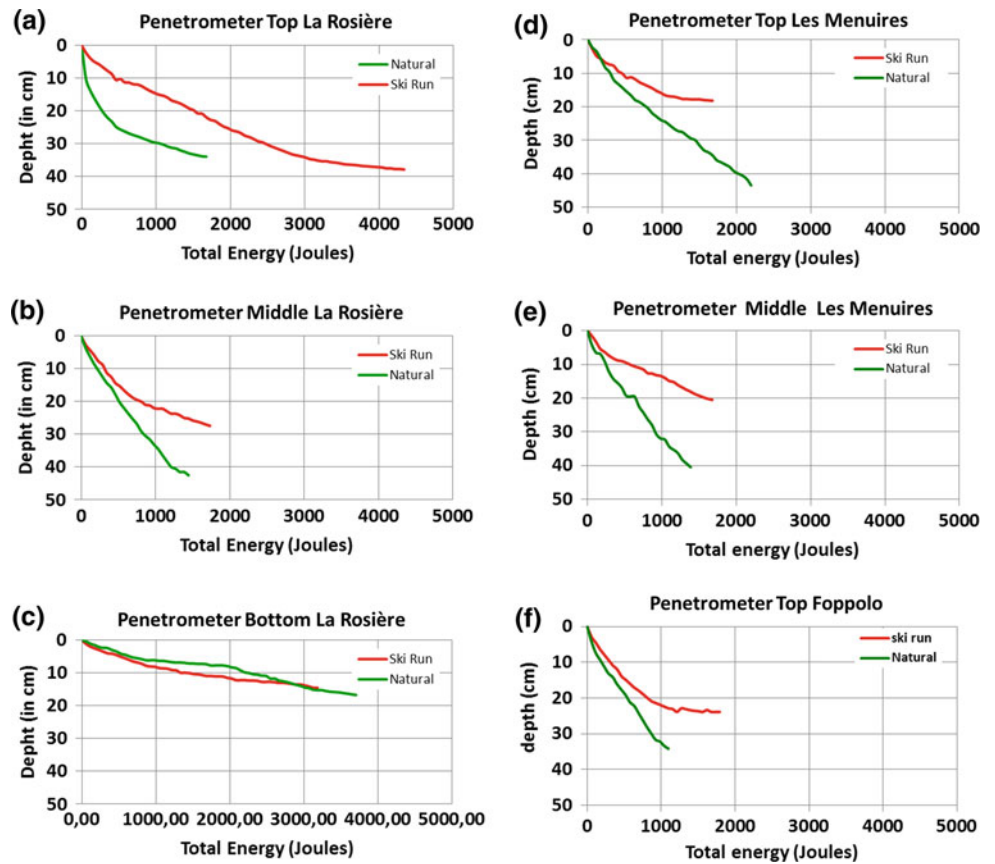 (a)
Penetrometer Top La Rosière
Depht (in cm)
0
10
20
30
40
50
Natural
Ski Run
0 1000 2000 3000 4000 5000
Total Energy (Joules)
(b)
Penetrometer Middle La Rosière
Depht (in cm)
0
10
20
30
40
50
Ski Run
Natural
0 1000 2000 3000 4000 5000
Total Energy (Joules)
(c)
Penetrometer Bottom La Rosière
Depht (in cm)
0
10
20
30
40
50
Ski Run
Natural
0,00 1000,00 2000,00 3000,00 4000,00 5000,00
Total Energy (Joules)
(d)
Penetrometer Top Les Menuires
Depth (cm)
0
10
20
30
40
50
Ski Run
Natural
0 1000 2000 3000 4000 5000
Total energy (Joules)
(e)
Penetrometer Middle Les Menuires
Depth (cm)
0
10
20
30
40
50
Ski Run
Natural
0 1000 2000 3000 4000 5000
Total energy (Joules)
(f)
Penetrometer Top Foppolo
depth (cm)
0
10
20
30
40
50
ski run
Natural
0 1000 2000 3000 4000 5000
Total energy (Joules)